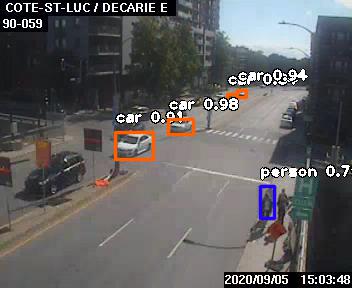 COTE-ST-LUC / DECARIE E
90-059
car 0.94
car 0.98
car 0.91
person 0.7
H
2020/09/05 15:03:48